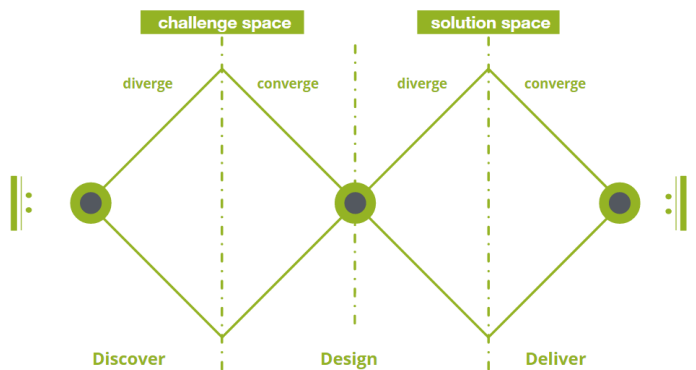 challenge space
solution space
diverge
converge
diverge
converge
Discover
Design
Deliver